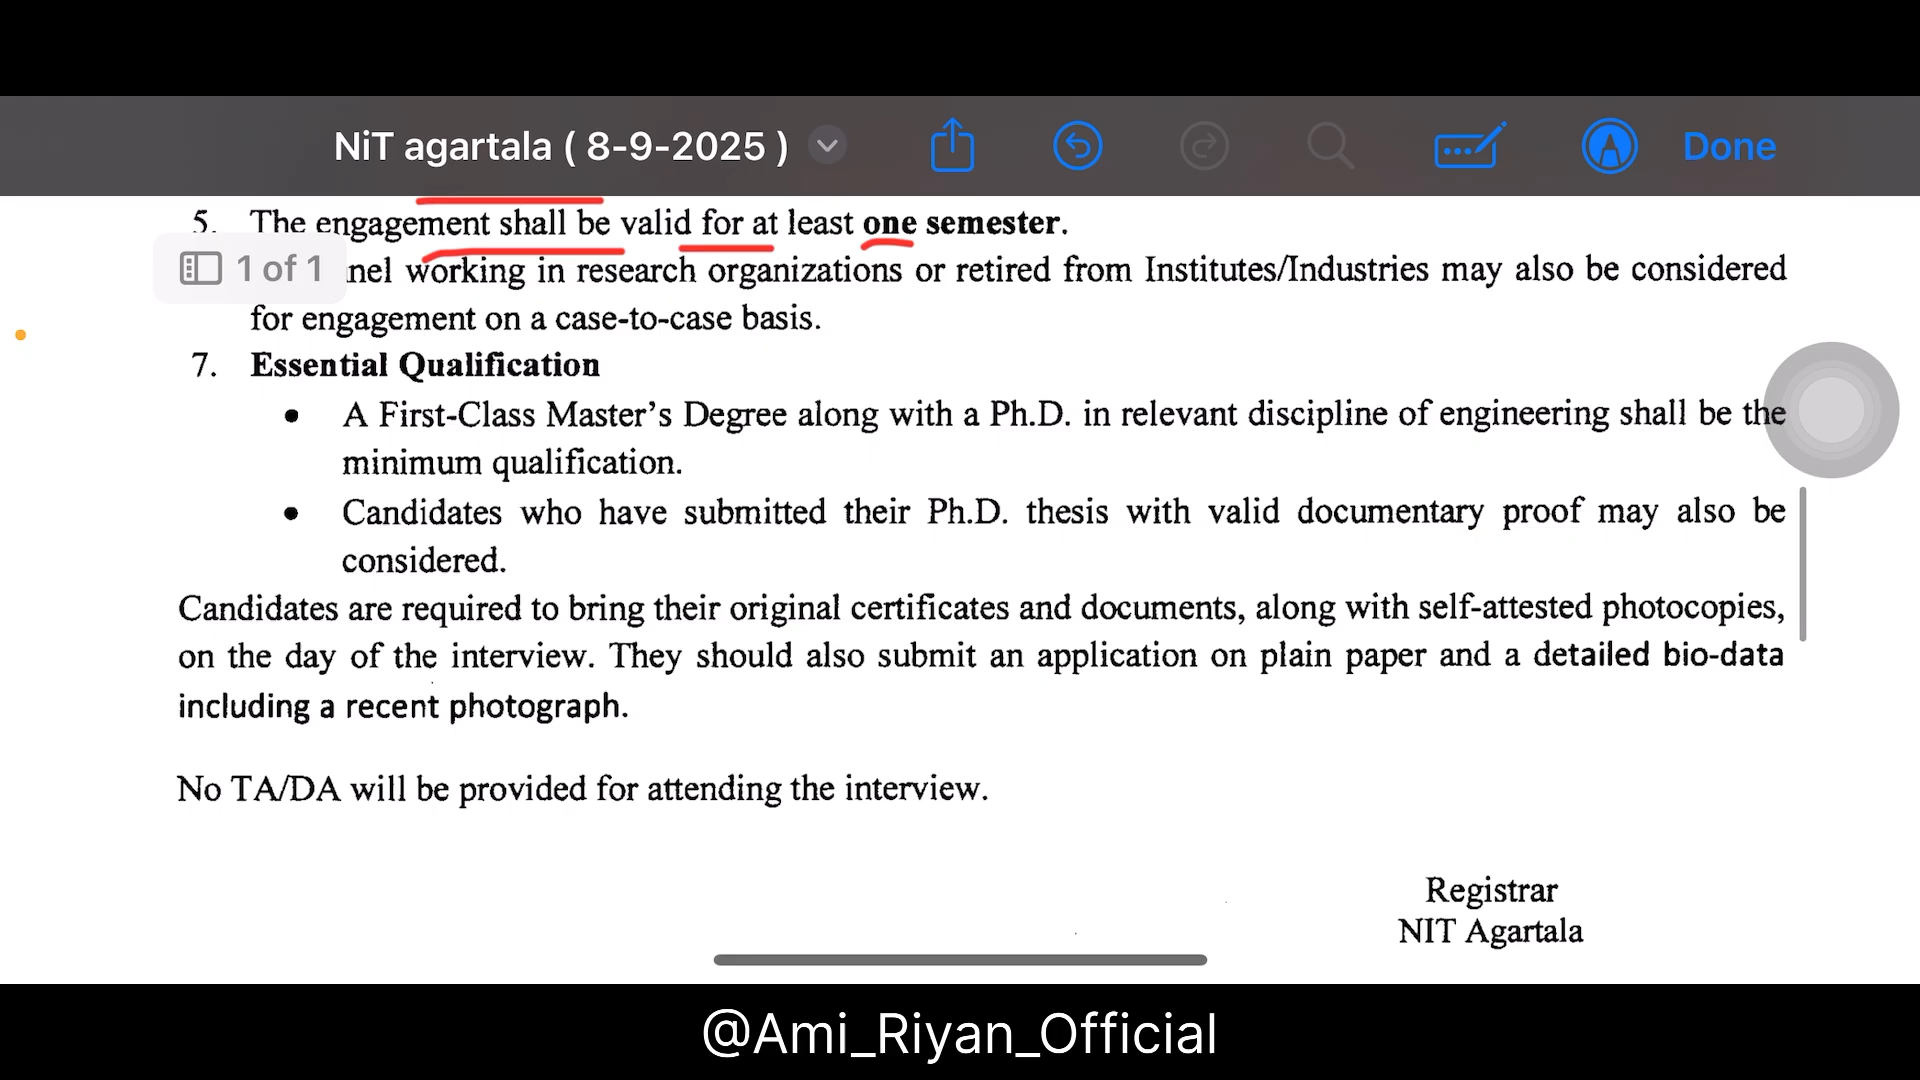 NiT agartala ( 8-9-2025 )
Done
5. The engagement shall be valid for at least one semester.
1 of 1
nel working in research organizations or retired from Institutes/Industries may also be considered
for engagement on a case-to-case basis.
7. Essential Qualification
• A First-Class Master's Degree along with a Ph.D. in relevant discipline of engineering shall be the
minimum qualification.
• Candidates who have submitted their Ph.D. thesis with valid documentary proof may also be
considered.
Candidates are required to bring their original certificates and documents, along with self-attested photocopies,
on the day of the interview. They should also submit an application on plain paper and a detailed bio-data
including a recent photograph.
No TA/DA will be provided for attending the interview.
Registrar
NIT Agartala
@Ami_Riyan_Official